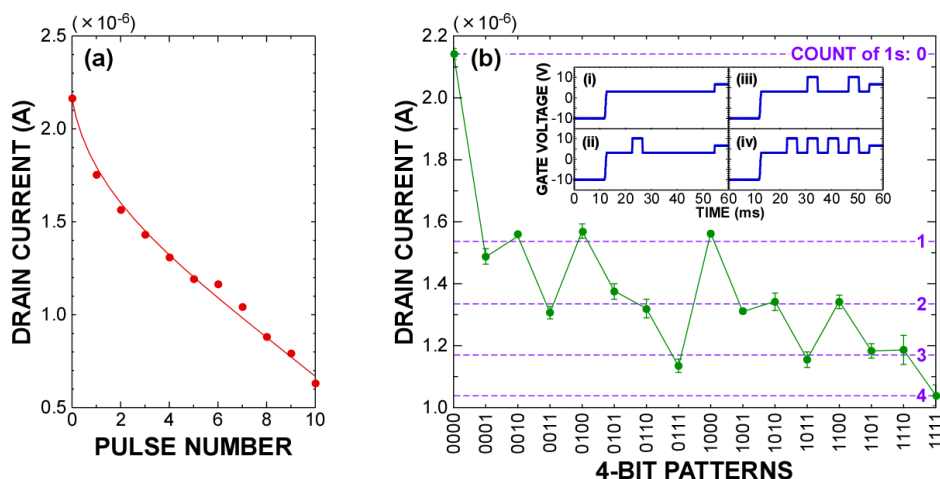 (×10⁻⁶)
(a)
DRAIN CURRENT (A)
2.5
2.0
1.5
1.0
0.5
0 2 4 6 8 10
PULSE NUMBER
(×10⁻⁶)
(b)
COUNT of 1s: 0
1
2
3
4
DRAIN CURRENT (A)
2.2
2.0
1.8
1.6
1.4
1.2
1.0
0000 0001 0010 0011 0100 0101 0110 0111 1000 1001 1010 1011 1100 1101 1110 1111
4-BIT PATTERNS
GATE VOLTAGE (V)
10
0
-10
10
0
-10
(i)
(iii)
(ii)
(iv)
0 10 20 30 40 50 0 10 20 30 40 50 60
TIME (ms)